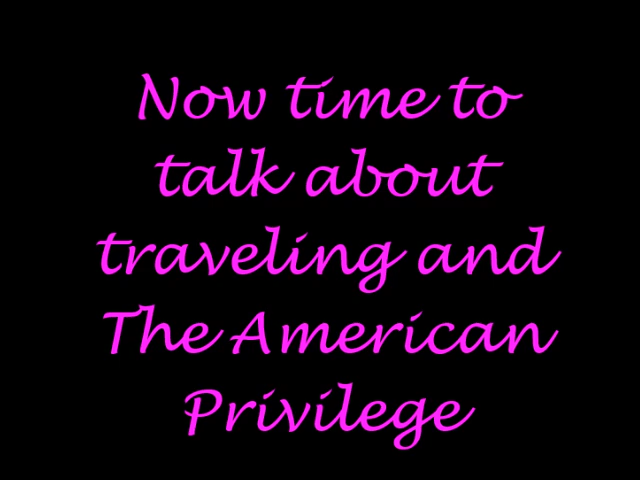 Now time to
talk about
traveling and
The American
Privilege